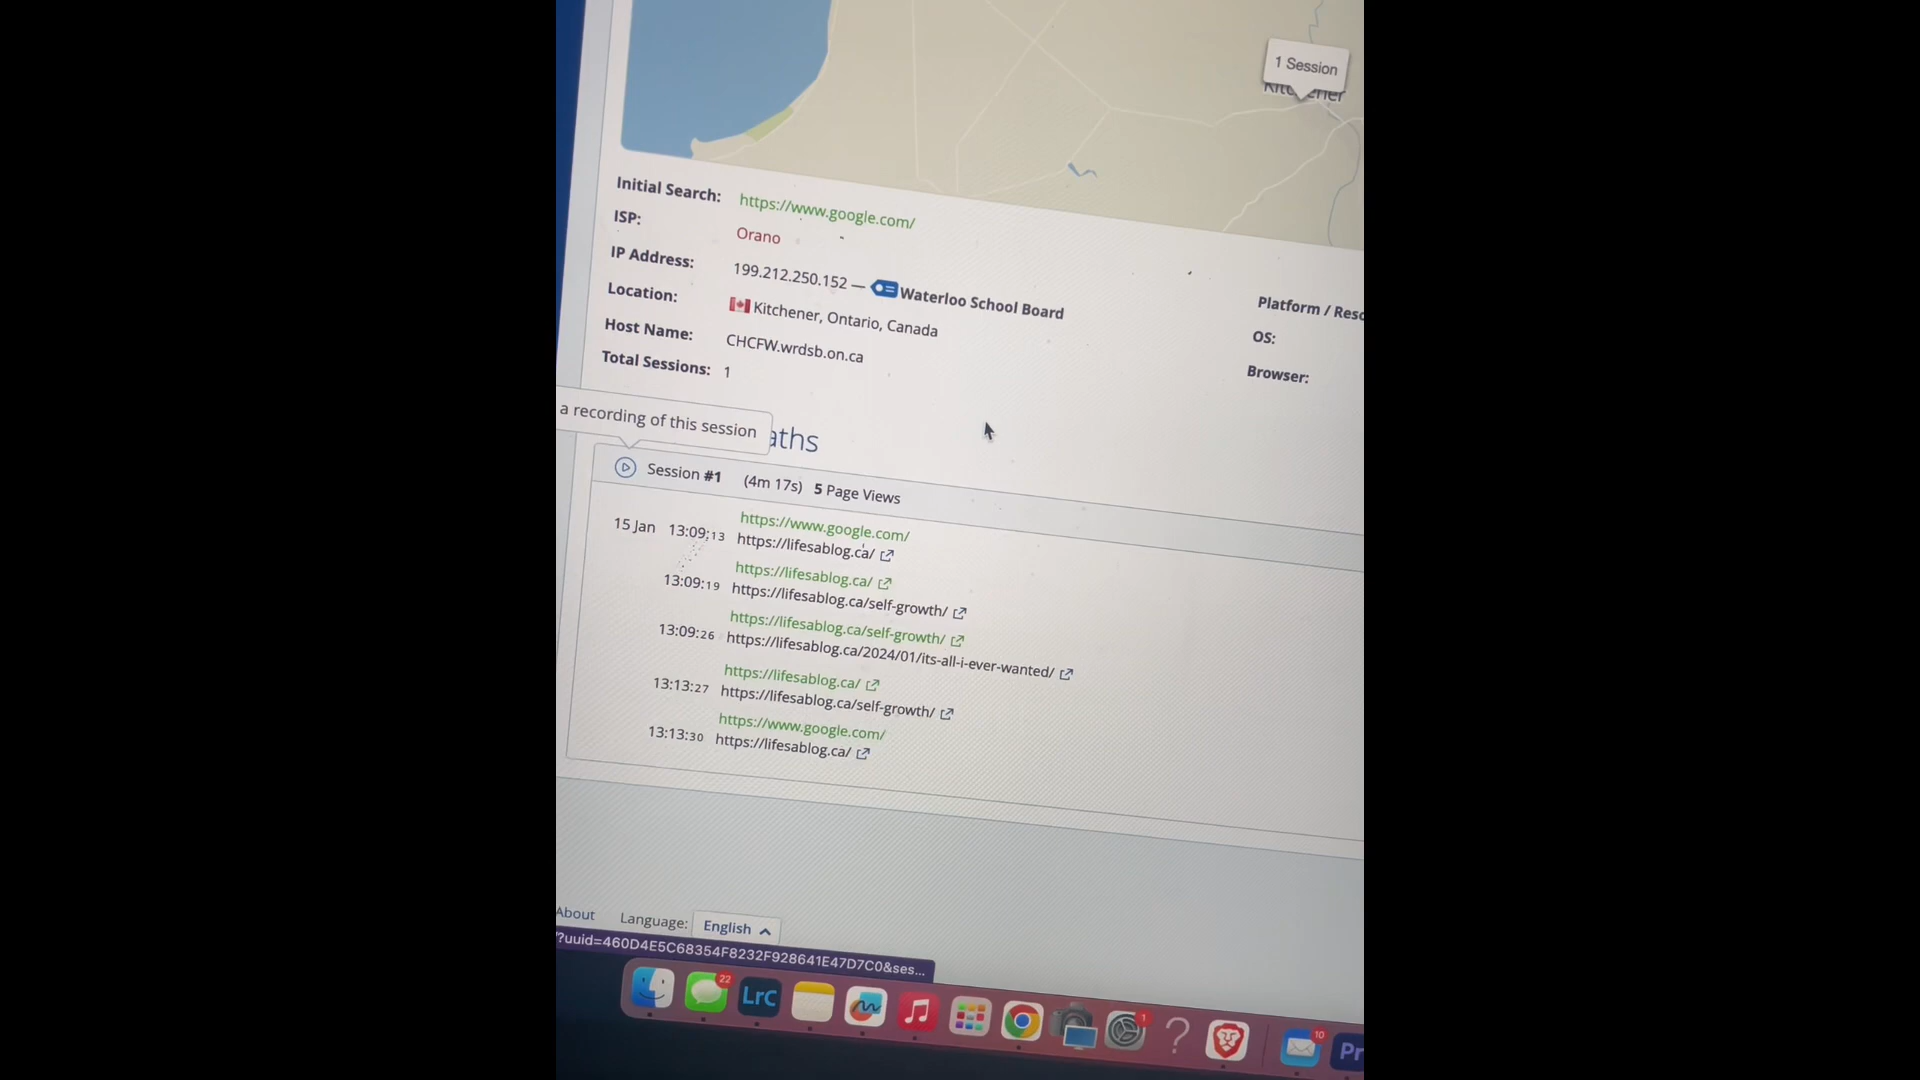 1 Session
Kitchener
Initial Search: https://www.google.com/
ISP: Orano
IP Address: 199.212.250.152 — Waterloo School Board
Location: Kitchener, Ontario, Canada
Host Name: CHCFW.wrdsb.on.ca
Total Sessions: 1
Platform / Reso
OS:
Browser:
a recording of this session
aths
Session #1 (4m 17s) 5 Page Views
15 Jan 13:09:13 https://www.google.com/
https://lifesablog.ca/
13:09:19 https://lifesablog.ca/
https://lifesablog.ca/self-growth/
13:09:26 https://lifesablog.ca/self-growth/
https://lifesablog.ca/2024/01/its-all-i-ever-wanted/
13:13:27 https://lifesablog.ca/
https://lifesablog.ca/self-growth/
13:13:30 https://www.google.com/
https://lifesablog.ca/
About Language: English
?uuid=460D4E5C68354F8232F928641E47D7C0&ses...
22
LrC
1
?
10
Pr